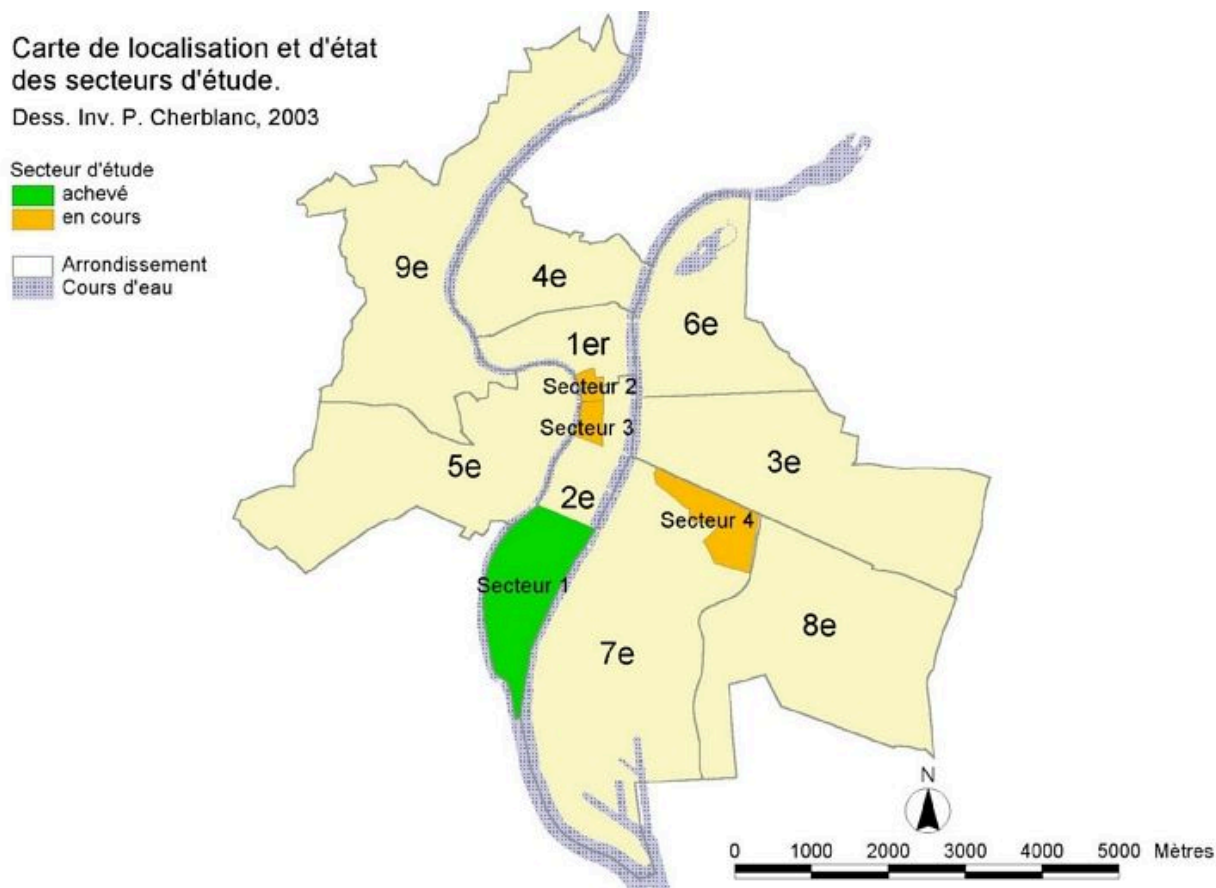 Carte de localisation et d'état
des secteurs d'étude.
Dess. Inv. P. Cherblanc, 2003
Secteur d'étude
achevé
en cours
Arrondissement
Cours d'eau
9e
4e
6e
1er
Secteur 2
Secteur 3
5e
3e
2e
Secteur 4
Secteur 1
8e
7e
N
0 1000 2000 3000 4000 5000 Mètres